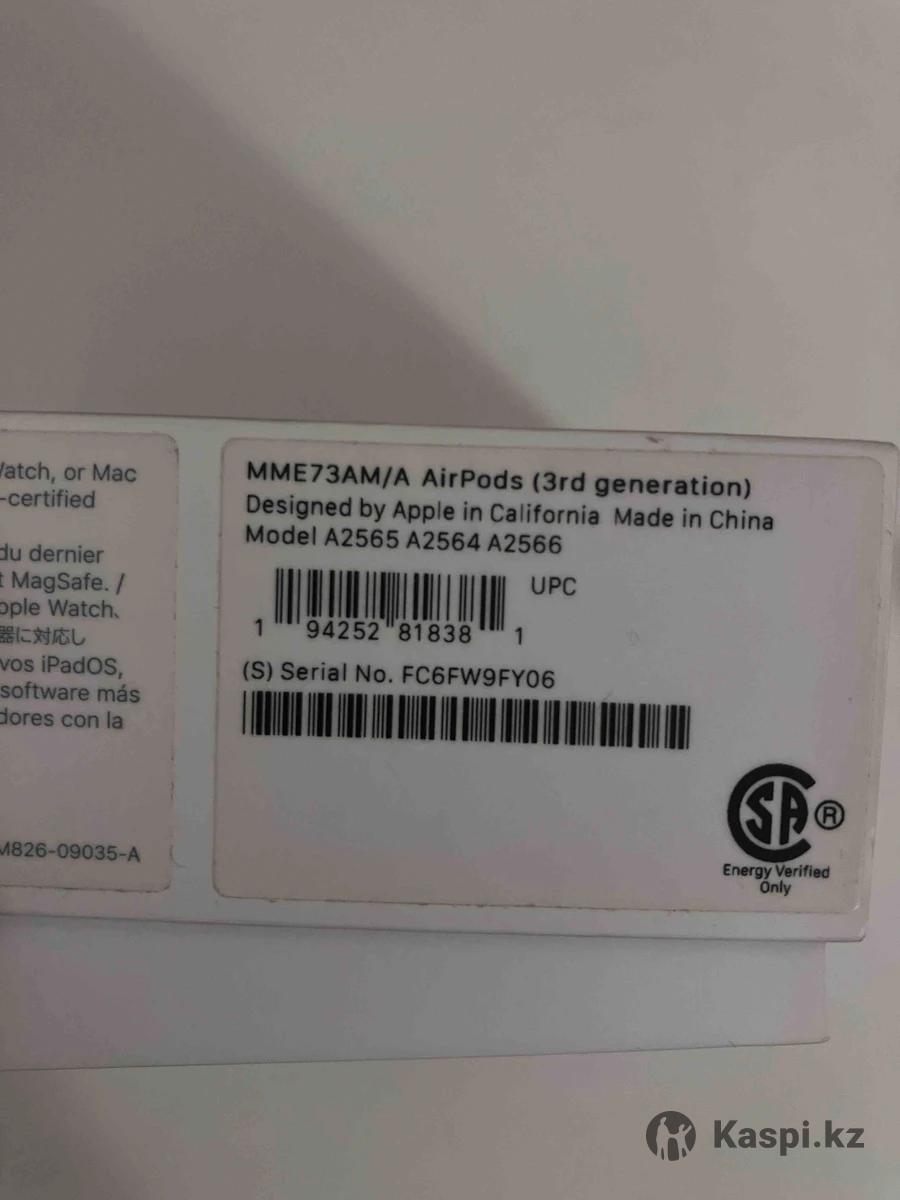 Watch, or Mac
-certified
du dernier
t MagSafe. /
pple Watch、
器に対応し
vos iPadOS,
software más
dores con la
M826-09035-A
MME73AM/A AirPods (3rd generation)
Designed by Apple in California Made in China
Model A2565 A2564 A2566
UPC
1 94252 81838 1
(S) Serial No. FC6FW9FY06
SA ®
Energy Verified
Only
Kaspi.kz